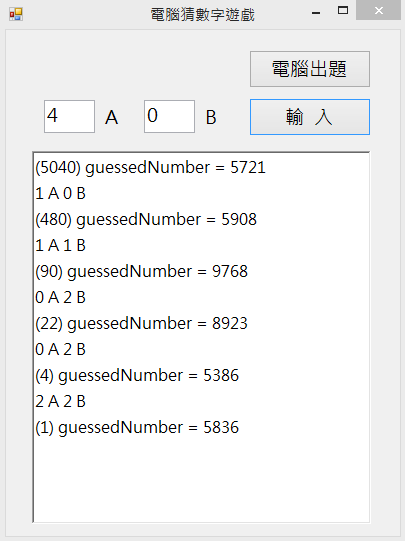 電腦猜數字遊戲
電腦出題
4 A 0 B 輸 入
(5040) guessedNumber = 5721
1 A 0 B
(480) guessedNumber = 5908
1 A 1 B
(90) guessedNumber = 9768
0 A 2 B
(22) guessedNumber = 8923
0 A 2 B
(4) guessedNumber = 5386
2 A 2 B
(1) guessedNumber = 5836